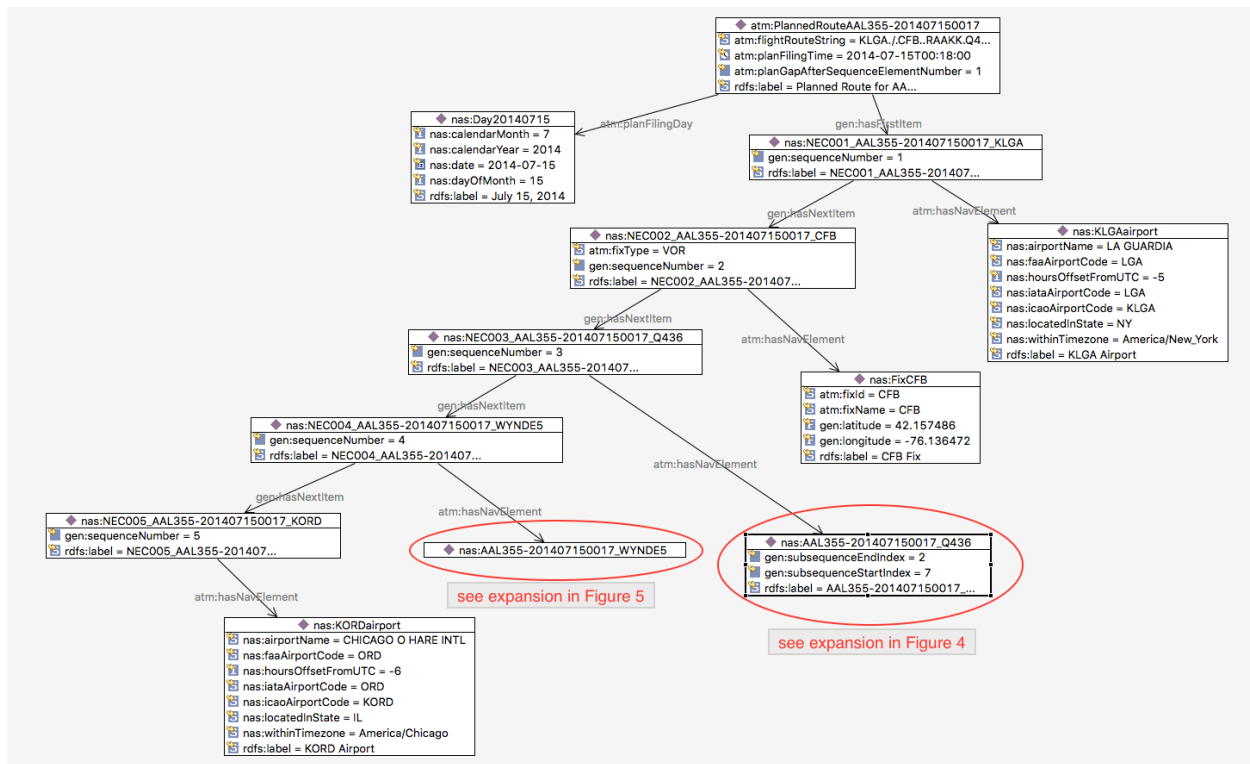 atm:PlannedRouteAAL355-201407150017
atm:flightRouteString = KLGA./.CFB..RAAKK.Q4...
atm:planFilingTime = 2014-07-15T00:18:00
atm:planGapAfterSequenceElementNumber = 1
rdfs:label = Planned Route for AA...
atm:planFilingDay
gen:hasFirstItem
nas:Day20140715
nas:calendarMonth = 7
nas:calendarYear = 2014
nas:date = 2014-07-15
nas:dayOfMonth = 15
rdfs:label = July 15, 2014
nas:NEC001_AAL355-201407150017_KLGA
gen:sequenceNumber = 1
rdfs:label = NEC001_AAL355-201407...
gen:hasNextItem
atm:hasNavElement
nas:NEC002_AAL355-201407150017_CFB
atm:fixType = VOR
gen:sequenceNumber = 2
rdfs:label = NEC002_AAL355-201407...
nas:KLGAairport
nas:airportName = LA GUARDIA
nas:faaAirportCode = LGA
nas:hoursOffsetFromUTC = -5
nas:iataAirportCode = LGA
nas:icaoAirportCode = KLGA
nas:locatedInState = NY
nas:withinTimezone = America/New_York
rdfs:label = KLGA Airport
gen:hasNextItem
atm:hasNavElement
nas:NEC003_AAL355-201407150017_Q436
gen:sequenceNumber = 3
rdfs:label = NEC003_AAL355-201407...
nas:FixCFB
atm:fixId = CFB
atm:fixName = CFB
gen:latitude = 42.157486
gen:longitude = -76.136472
rdfs:label = CFB Fix
gen:hasNextItem
atm:hasNavElement
nas:NEC004_AAL355-201407150017_WYNDE5
gen:sequenceNumber = 4
rdfs:label = NEC004_AAL355-201407...
gen:hasNextItem
atm:hasNavElement
nas:NEC005_AAL355-201407150017_KORD
gen:sequenceNumber = 5
rdfs:label = NEC005_AAL355-201407...
nas:AAL355-201407150017_WYNDE5
see expansion in Figure 5
nas:AAL355-201407150017_Q436
gen:subsequenceEndIndex = 2
gen:subsequenceStartIndex = 7
rdfs:label = AAL355-201407150017_...
see expansion in Figure 4
atm:hasNavElement
nas:KORDairport
nas:airportName = CHICAGO O HARE INTL
nas:faaAirportCode = ORD
nas:hoursOffsetFromUTC = -6
nas:iataAirportCode = ORD
nas:icaoAirportCode = KORD
nas:locatedInState = IL
nas:withinTimezone = America/Chicago
rdfs:label = KORD Airport